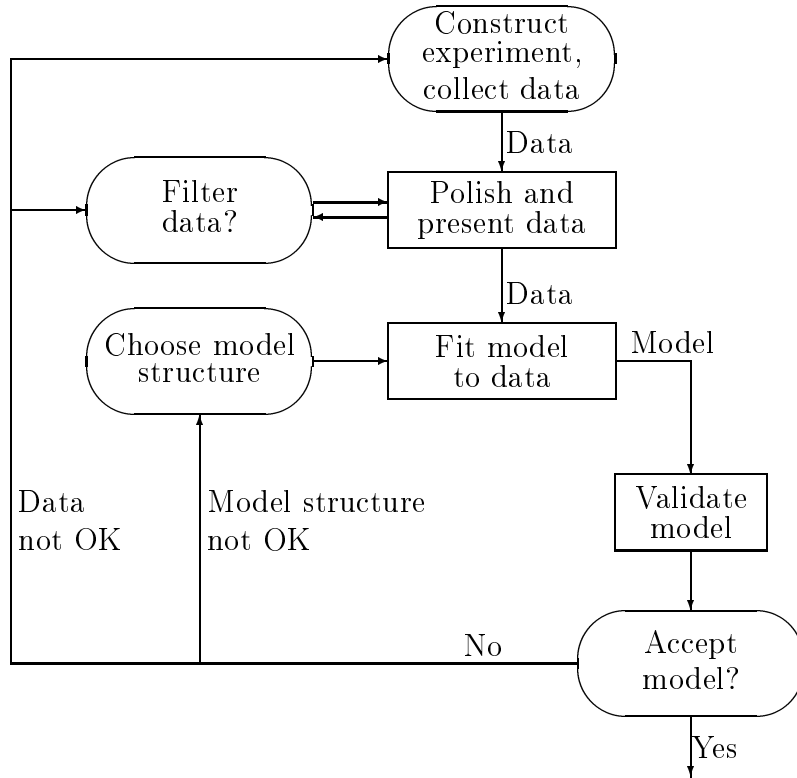 Construct
experiment,
collect data
Data
Filter
data?
Polish and
present data
Data
Choose model
structure
Fit model
to data
Model
Data
not OK
Model structure
not OK
Validate
model
No
Accept
model?
Yes